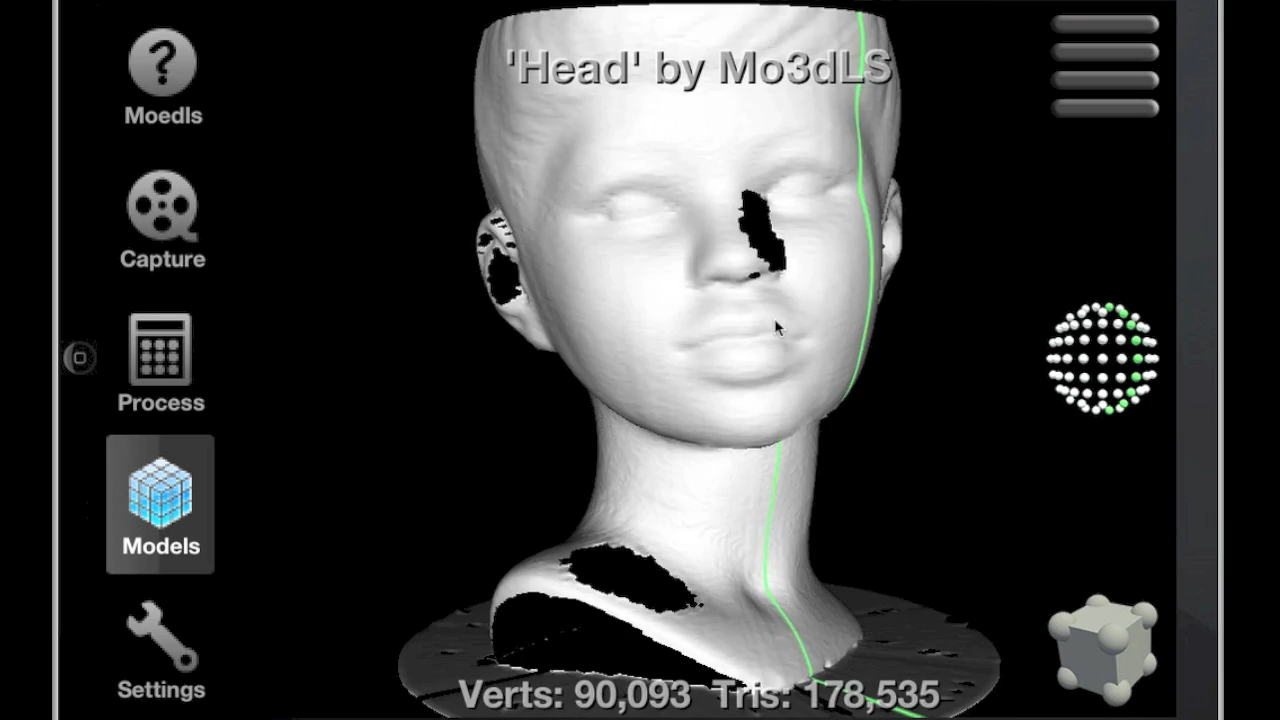 'Head' by Mo3dLS
Moedls
Capture
Process
Models
Settings
Verts: 90,093 Tris: 178,535